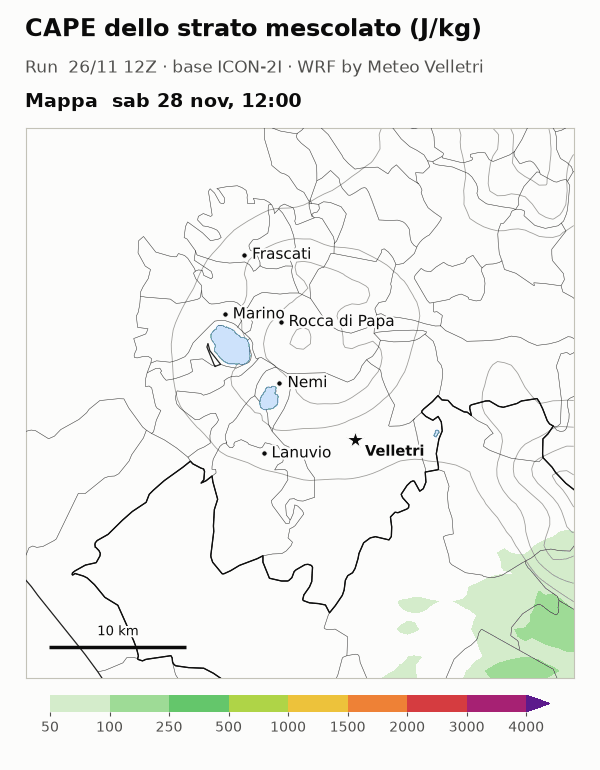 CAPE dello strato mescolato (J/kg)
Run  26/11 12Z · base ICON-2I · WRF by Meteo Velletri
Mappa  sab 28 nov, 12:00
Frascati
Marino
Rocca di Papa
Nemi
Velletri
Lanuvio
10 km
50 100 250 500 1000 1500 2000 3000 4000